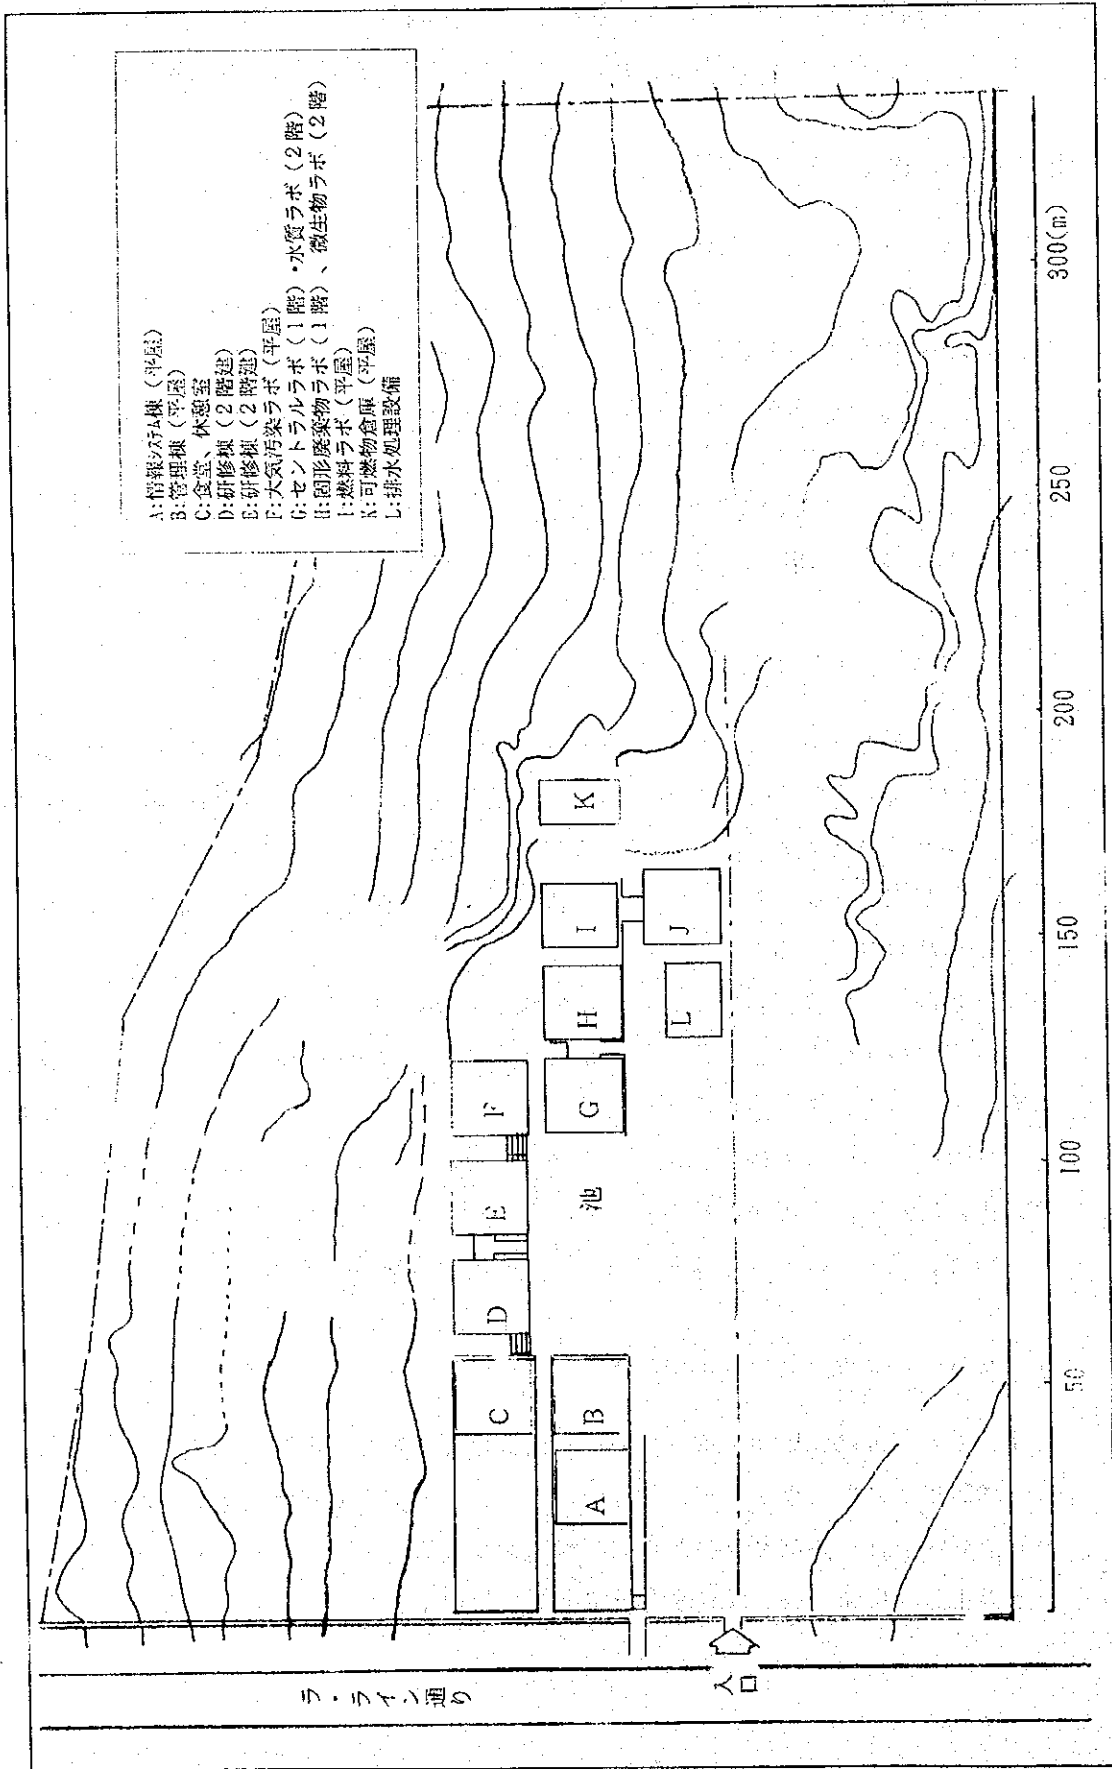 A:情報システム棟（平屋）
B:管理棟（平屋）
C:食堂、休憩室
D:研修棟（2階建）
E:研修棟（2階建）
F:大気汚染ラボ（平屋）
G:セントラルラボ（1階）・水質ラボ（2階）
H:固形廃棄物ラボ（1階）、微生物ラボ（2階）
I:燃料ラボ（平屋）
K:可燃物倉庫（平屋）
L:排水処理設備
C
D
E
F
A
B
池
G
H
I
K
L
J
ラ・ライン通り
入口
50
100
150
200
250
300(m)